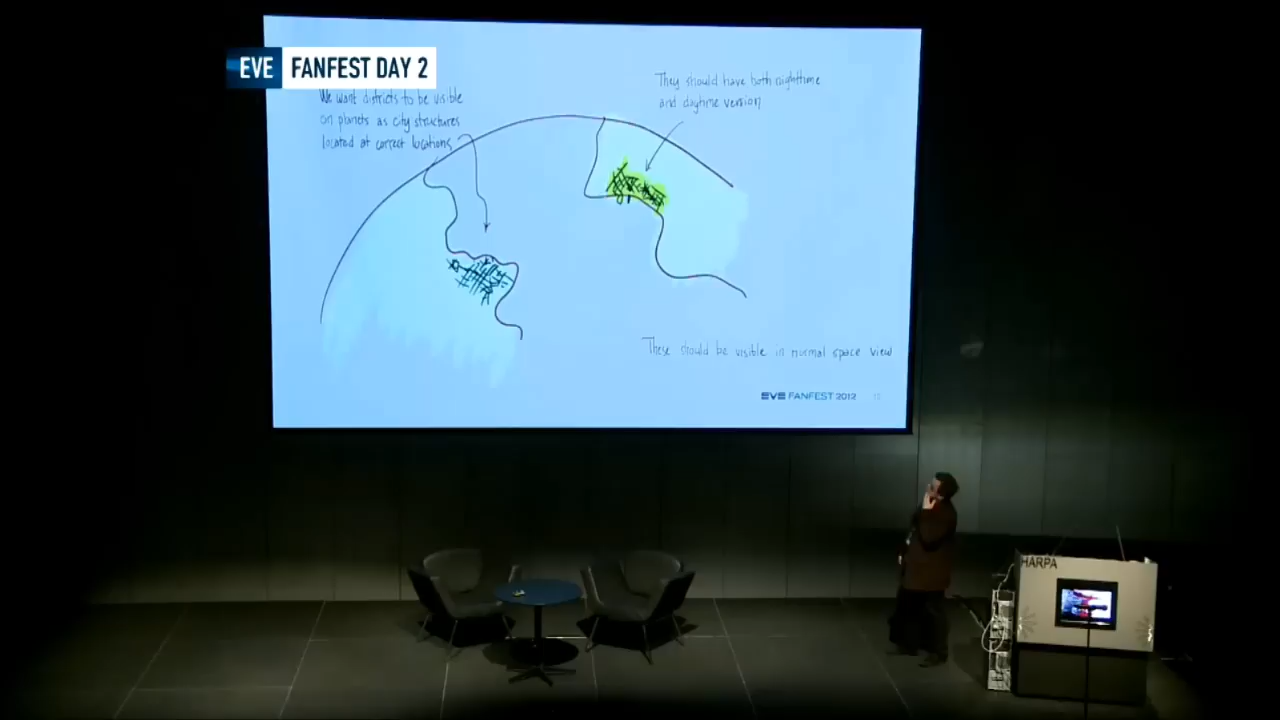 EVE FANFEST DAY 2
We want districts to be visible
on planets as city structures
located at correct locations
They should have both nighttime
and daytime version
These should be visible in normal space view
EVE FANFEST 2012
HARPA